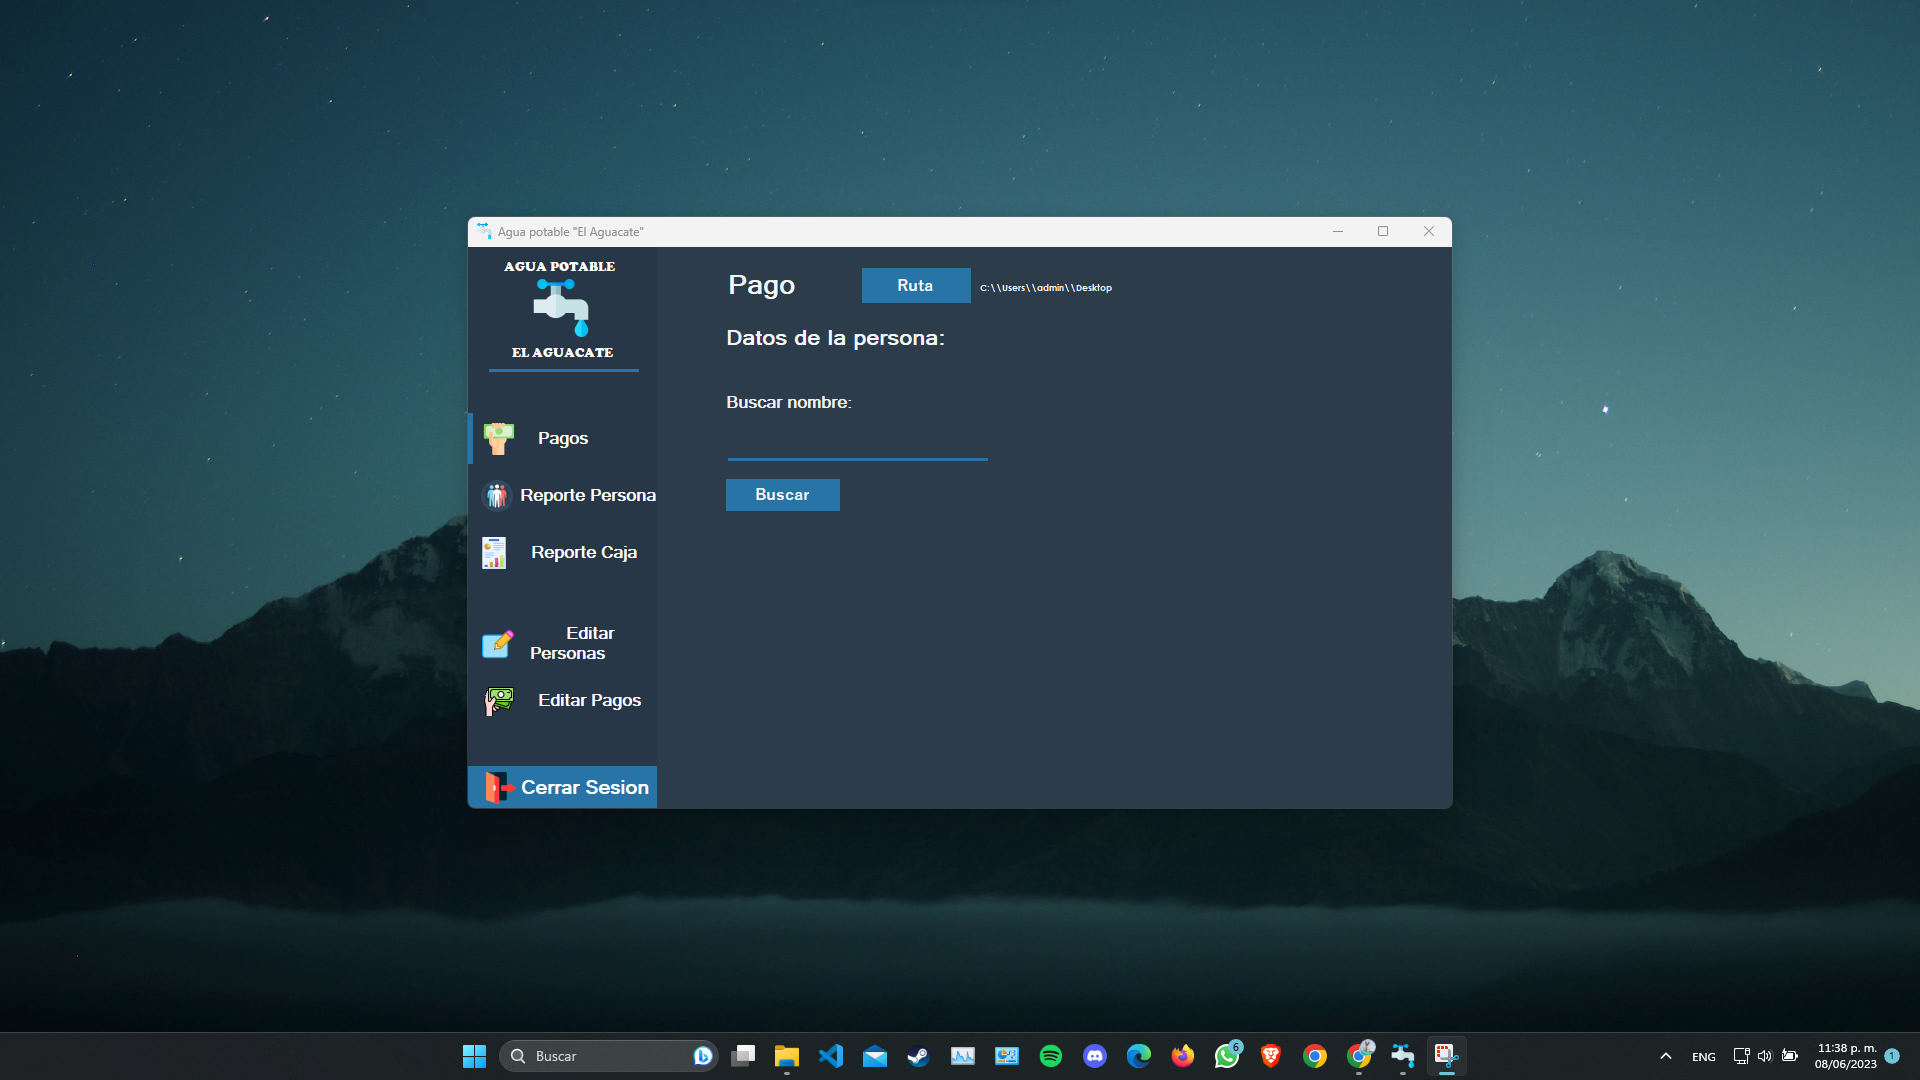 Agua potable "El Aguacate"
AGUA POTABLE
EL AGUACATE
Pagos
Reporte Persona
Reporte Caja
Editar
Personas
Editar Pagos
Cerrar Sesion
Pago
Ruta
C:\\Users\\admin\\Desktop
Datos de la persona:
Buscar nombre:
Buscar
Buscar
6
ENG
11:38 p. m.
08/06/2023
1